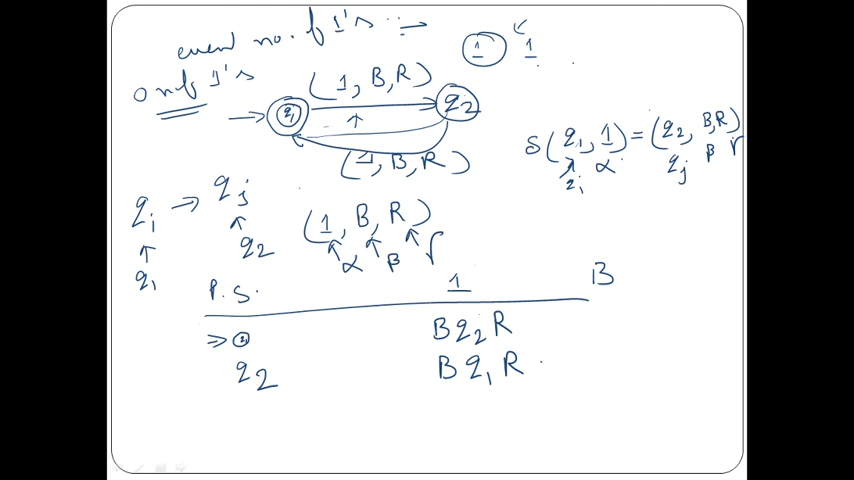 even no. of 1's :→
1 1
only 1's
(1, B, R)
→ q1 q2
(1, B, R)
δ(q1, 1) = (q2, B, R)
qi α qj β γ
qi → qj
q1 q2
(1, B, R)
α β γ
P.S. 1 B
→ q1 B q2 R
q2 B q1 R